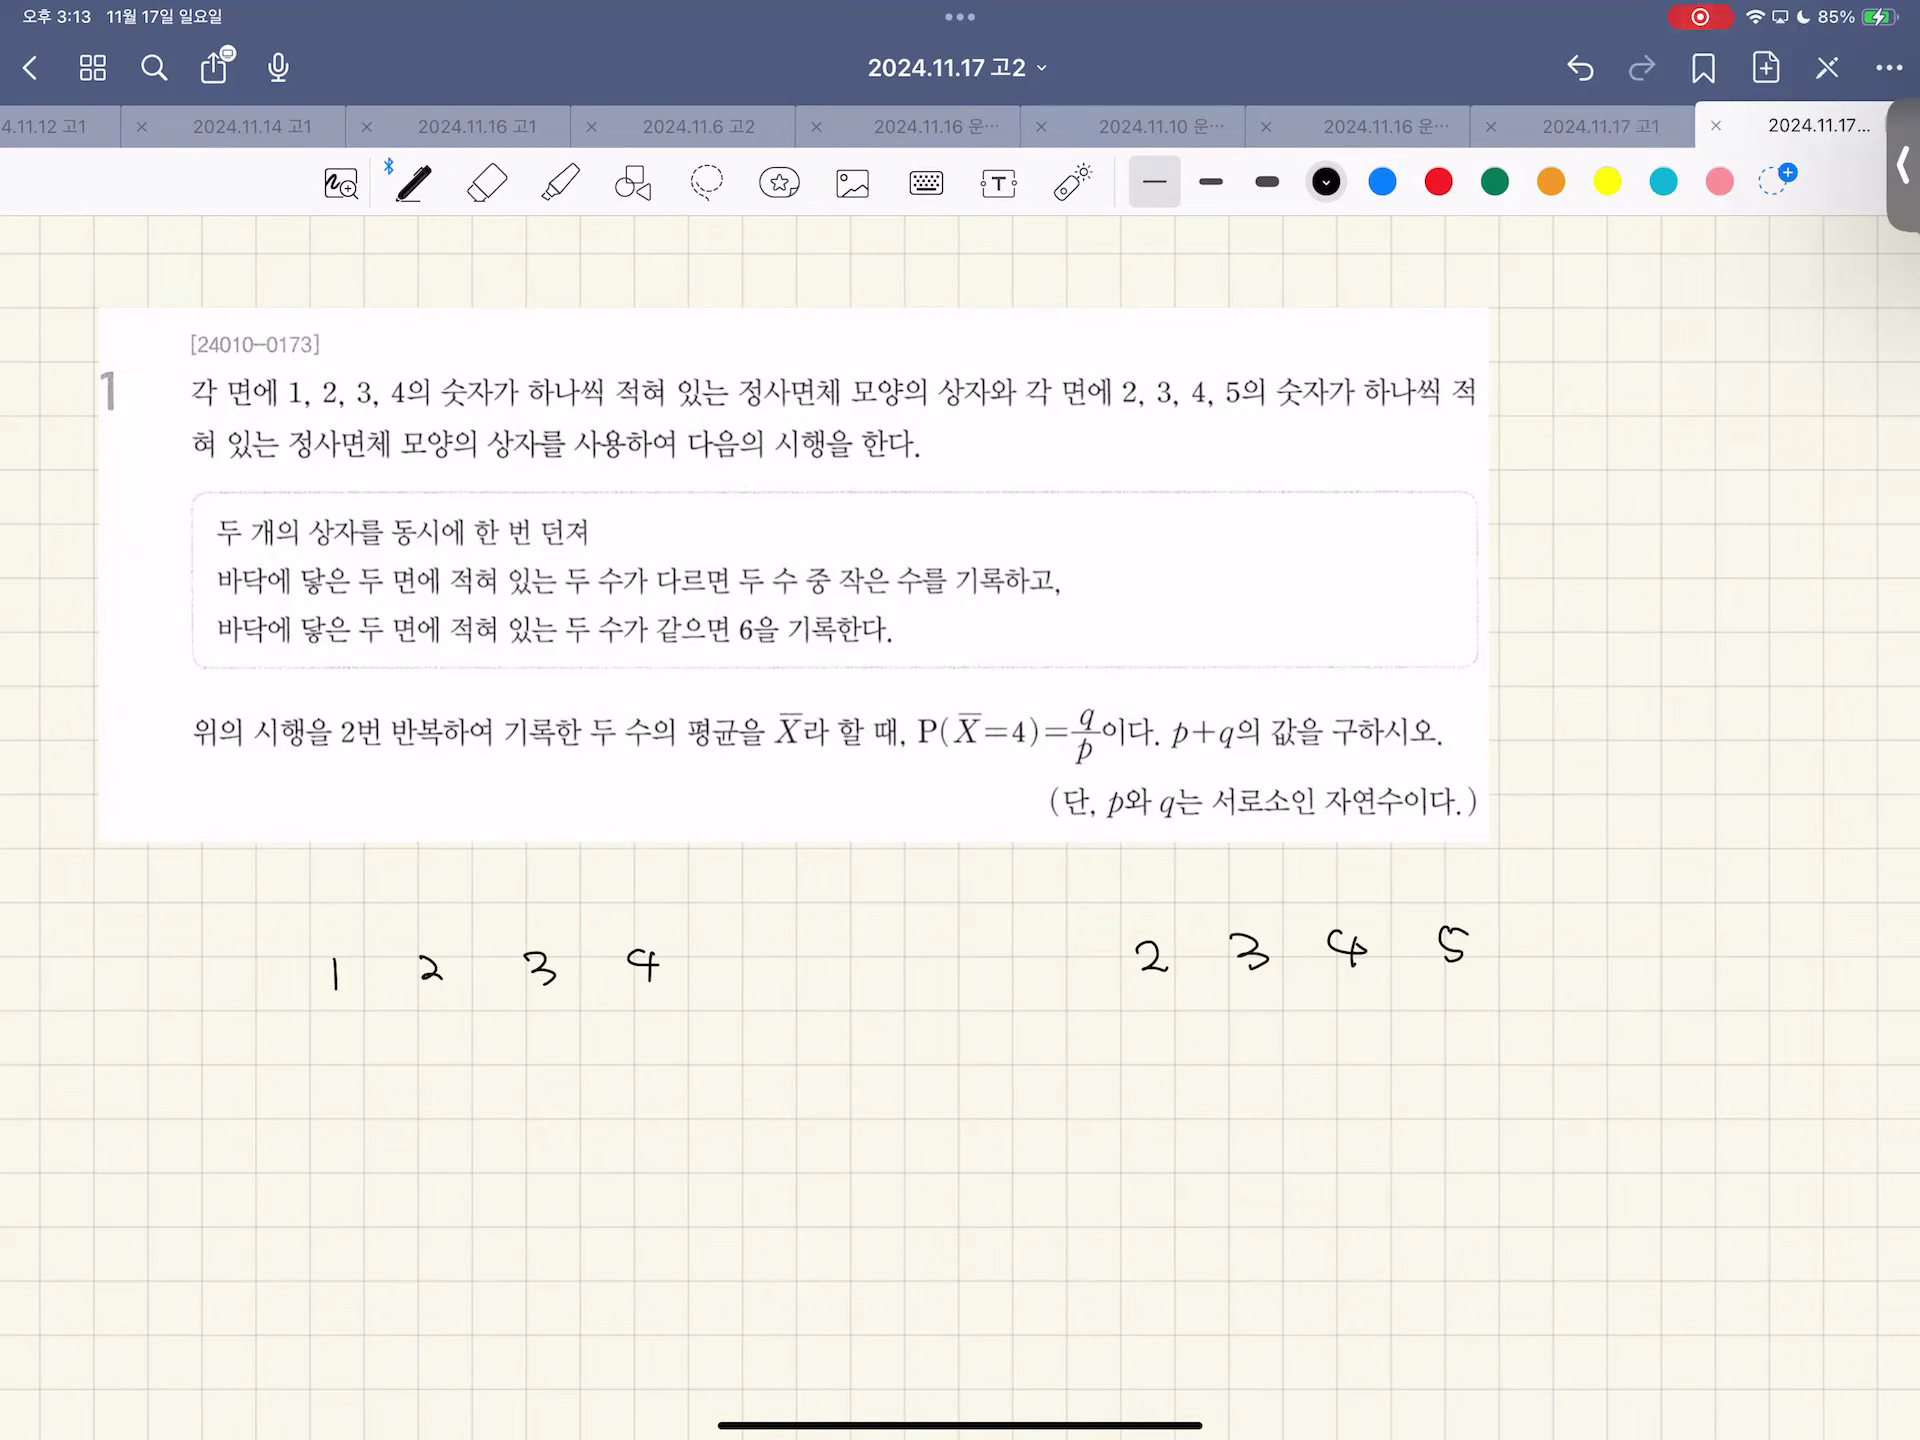 오후 3:13 11월 17일 일요일
85%
2024.11.17 고2
4.11.12 고1
2024.11.14 고1
2024.11.16 고1
2024.11.6 고2
2024.11.16 운…
2024.11.10 운…
2024.11.16 운…
2024.11.17 고1
2024.11.17...
[24010-0173]
1
각 면에 1, 2, 3, 4의 숫자가 하나씩 적혀 있는 정사면체 모양의 상자와 각 면에 2, 3, 4, 5의 숫자가 하나씩 적
혀 있는 정사면체 모양의 상자를 사용하여 다음의 시행을 한다.
두 개의 상자를 동시에 한 번 던져
바닥에 닿은 두 면에 적혀 있는 두 수가 다르면 두 수 중 작은 수를 기록하고,
바닥에 닿은 두 면에 적혀 있는 두 수가 같으면 6을 기록한다.
위의 시행을 2번 반복하여 기록한 두 수의 평균을 X̄라 할 때, P(X̄=4)=q/p이다. p+q의 값을 구하시오.
(단, p와 q는 서로소인 자연수이다.)
1 2 3 4
2 3 4 5